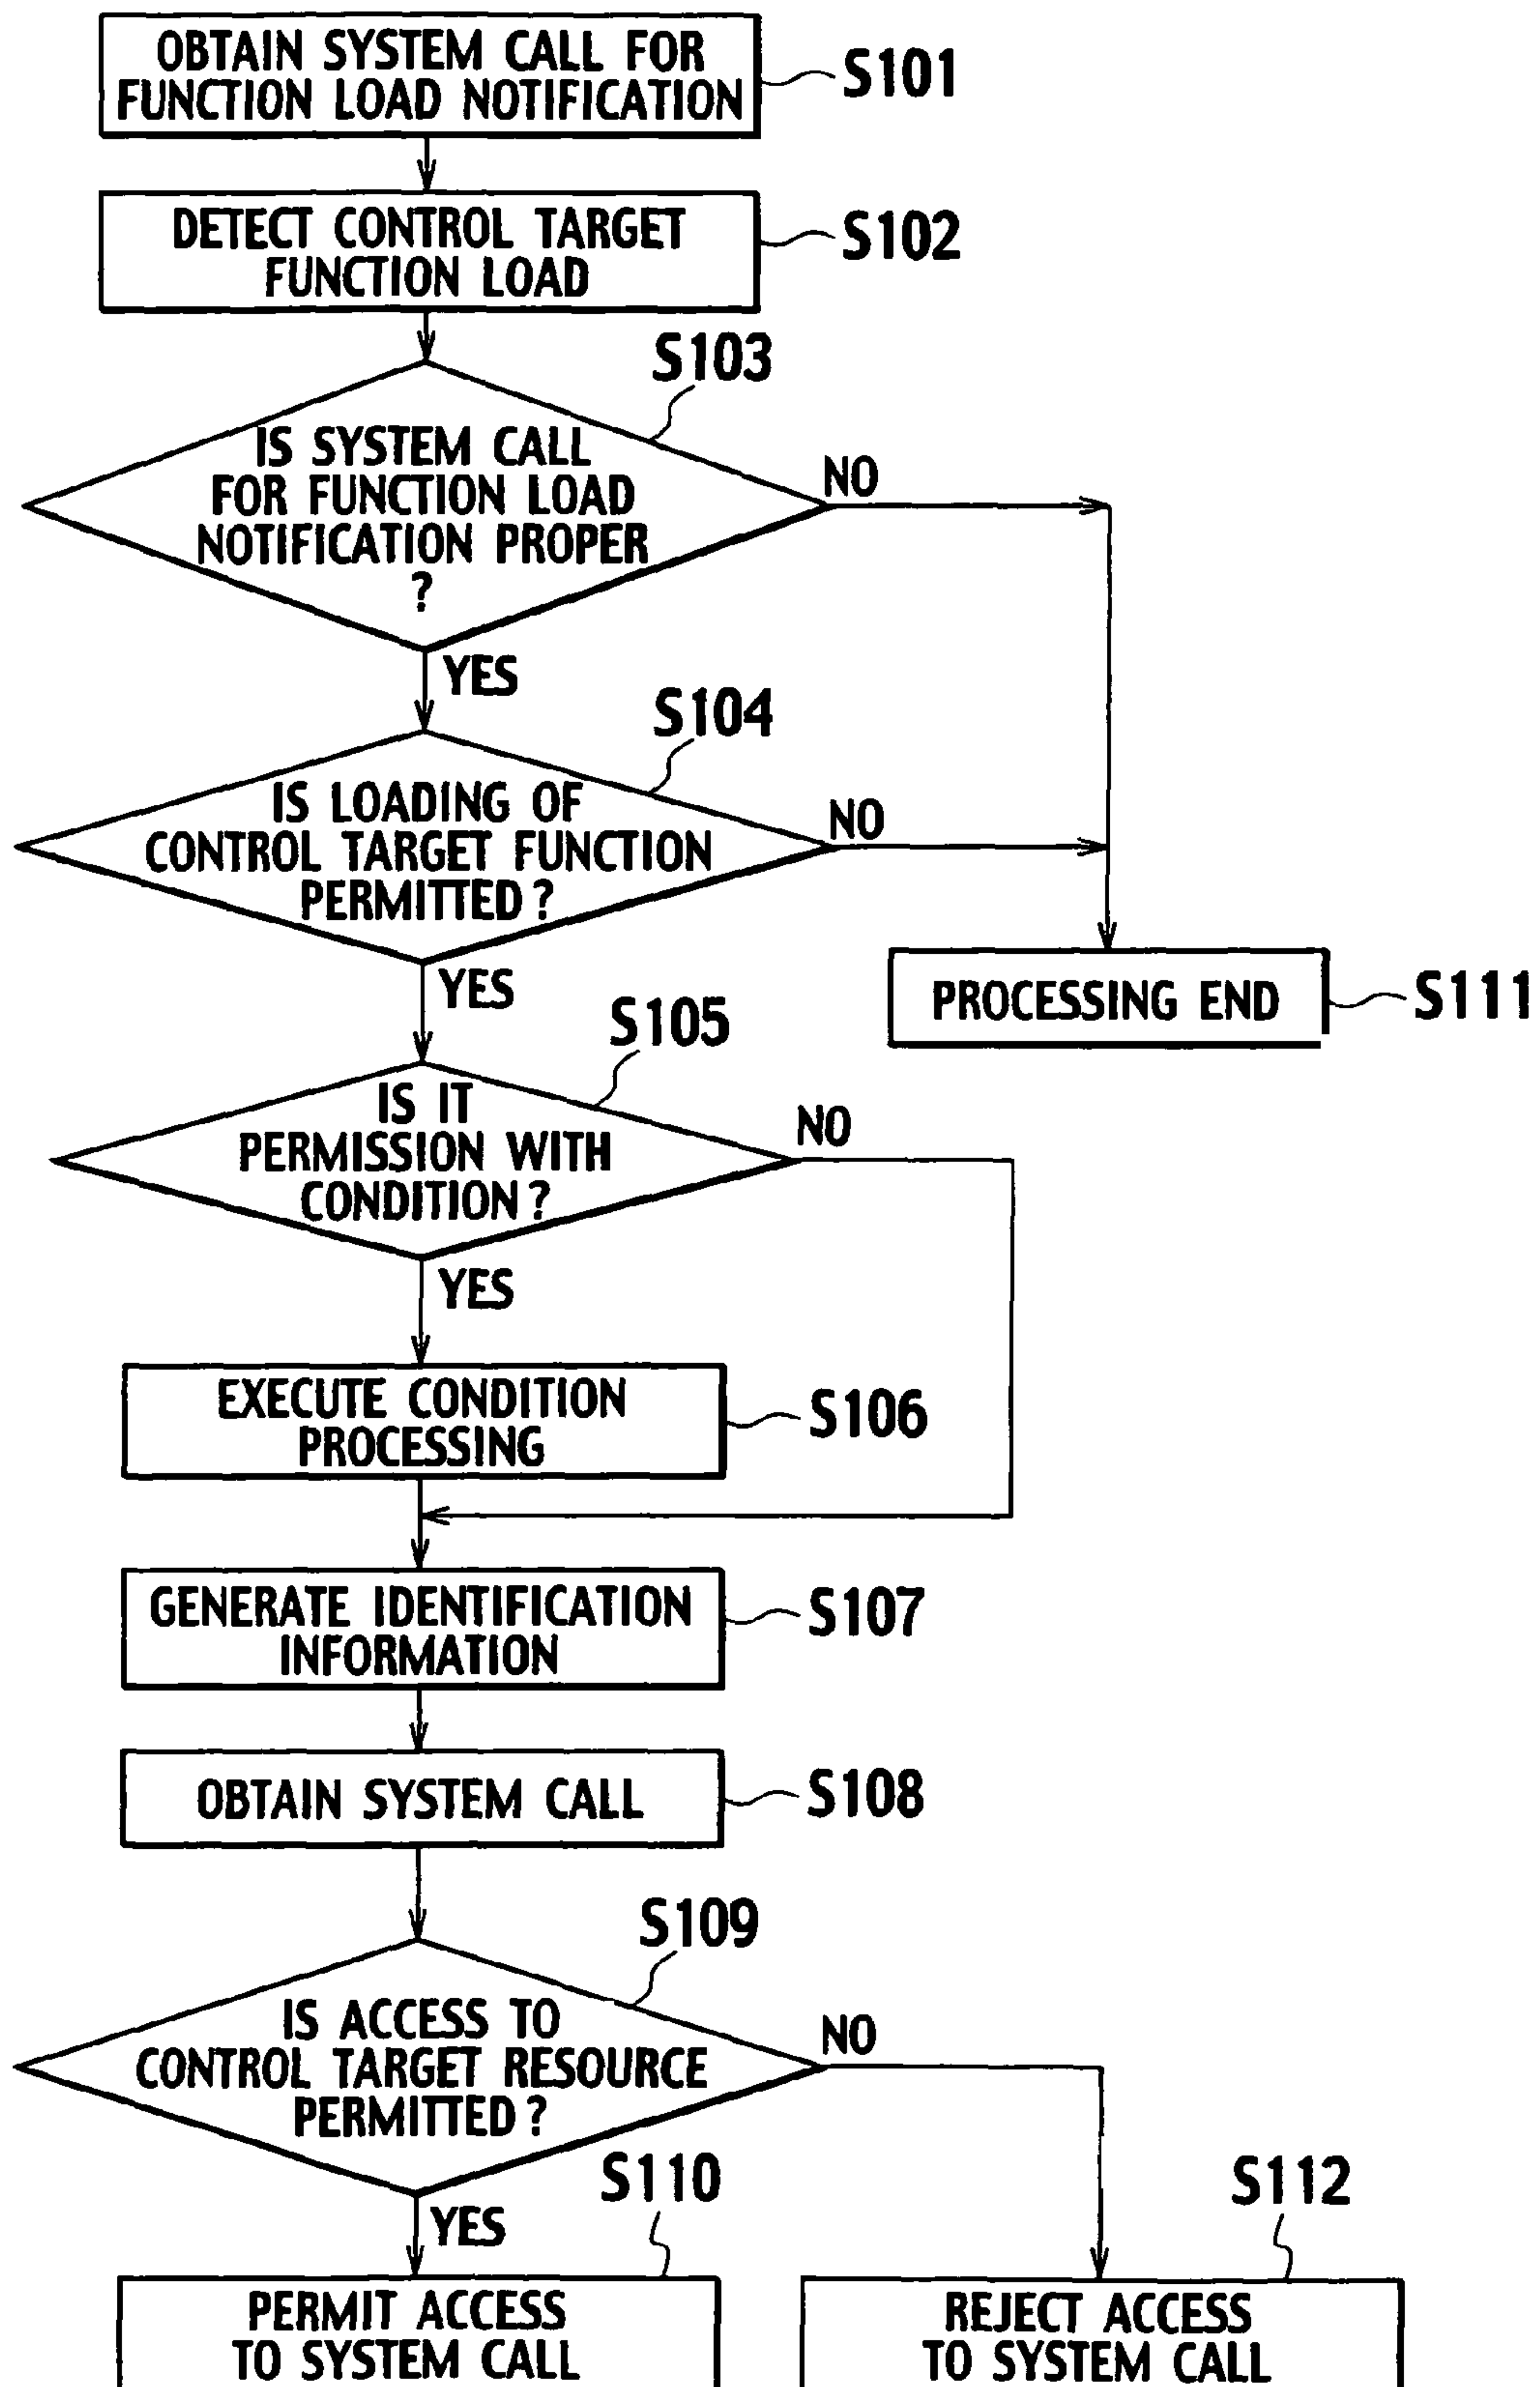 OBTAIN SYSTEM CALL FOR
FUNCTION LOAD NOTIFICATION
S101
DETECT CONTROL TARGET
FUNCTION LOAD
S102
S103
IS SYSTEM CALL
FOR FUNCTION LOAD
NOTIFICATION PROPER
?
NO
YES
S104
IS LOADING OF
CONTROL TARGET FUNCTION
PERMITTED ?
NO
YES
PROCESSING END
S111
S105
IS IT
PERMISSION WITH
CONDITION ?
NO
YES
EXECUTE CONDITION
PROCESSING
S106
GENERATE IDENTIFICATION
INFORMATION
S107
OBTAIN SYSTEM CALL
S108
S109
IS ACCESS TO
CONTROL TARGET RESOURCE
PERMITTED ?
NO
YES
S110
PERMIT ACCESS
TO SYSTEM CALL
S112
REJECT ACCESS
TO SYSTEM CALL